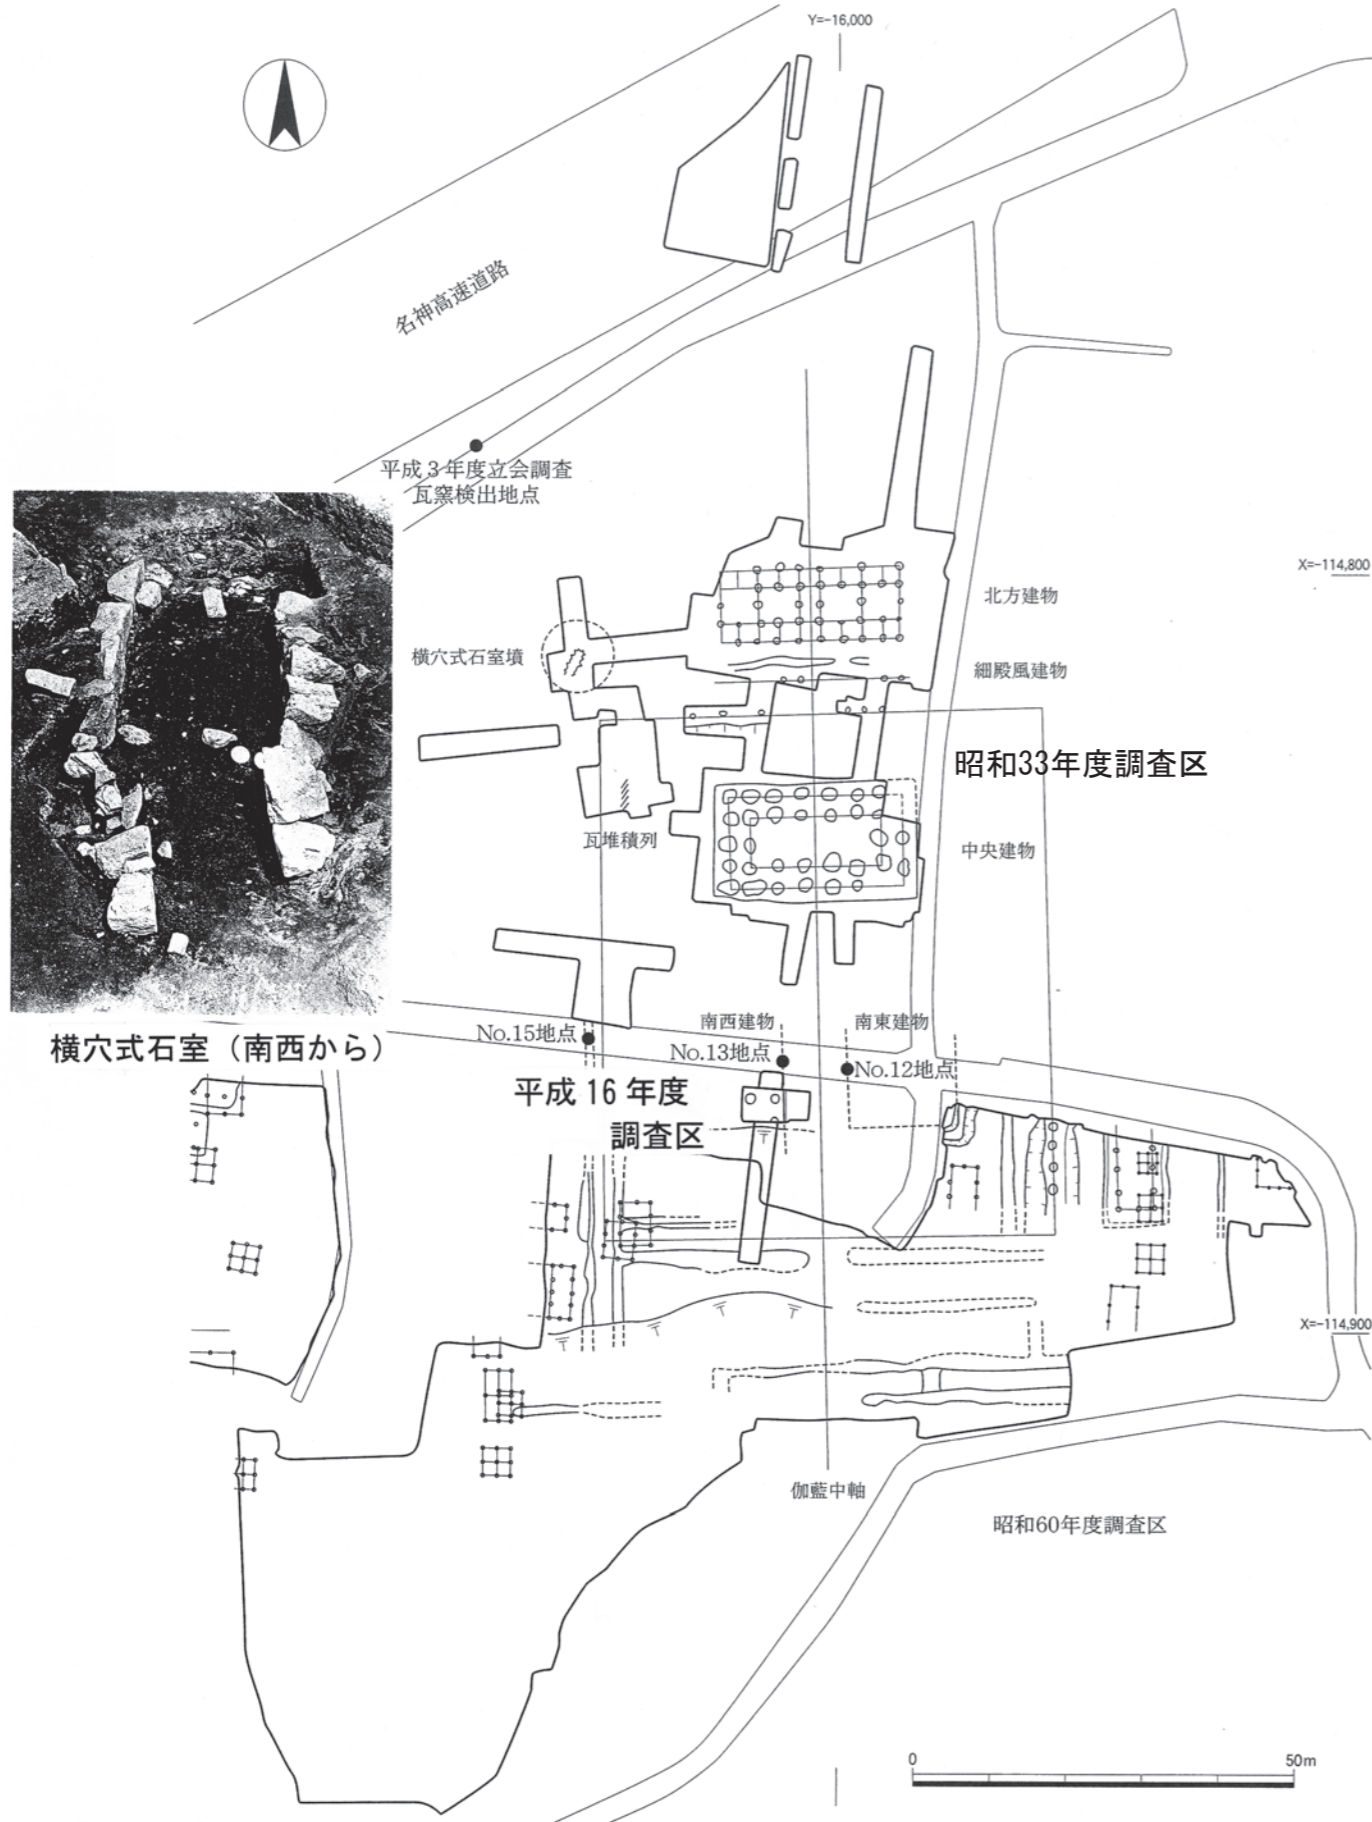 Y=-16,000
名神高速道路
平成3年度立会調査
瓦窯検出地点
X=-114,800
北方建物
横穴式石室墳
細殿風建物
昭和33年度調査区
瓦堆積列
中央建物
南西建物
南東建物
No.15地点
No.13地点
No.12地点
横穴式石室（南西から）
平成16年度
調査区
X=-114,900
伽藍中軸
昭和60年度調査区
0
50m